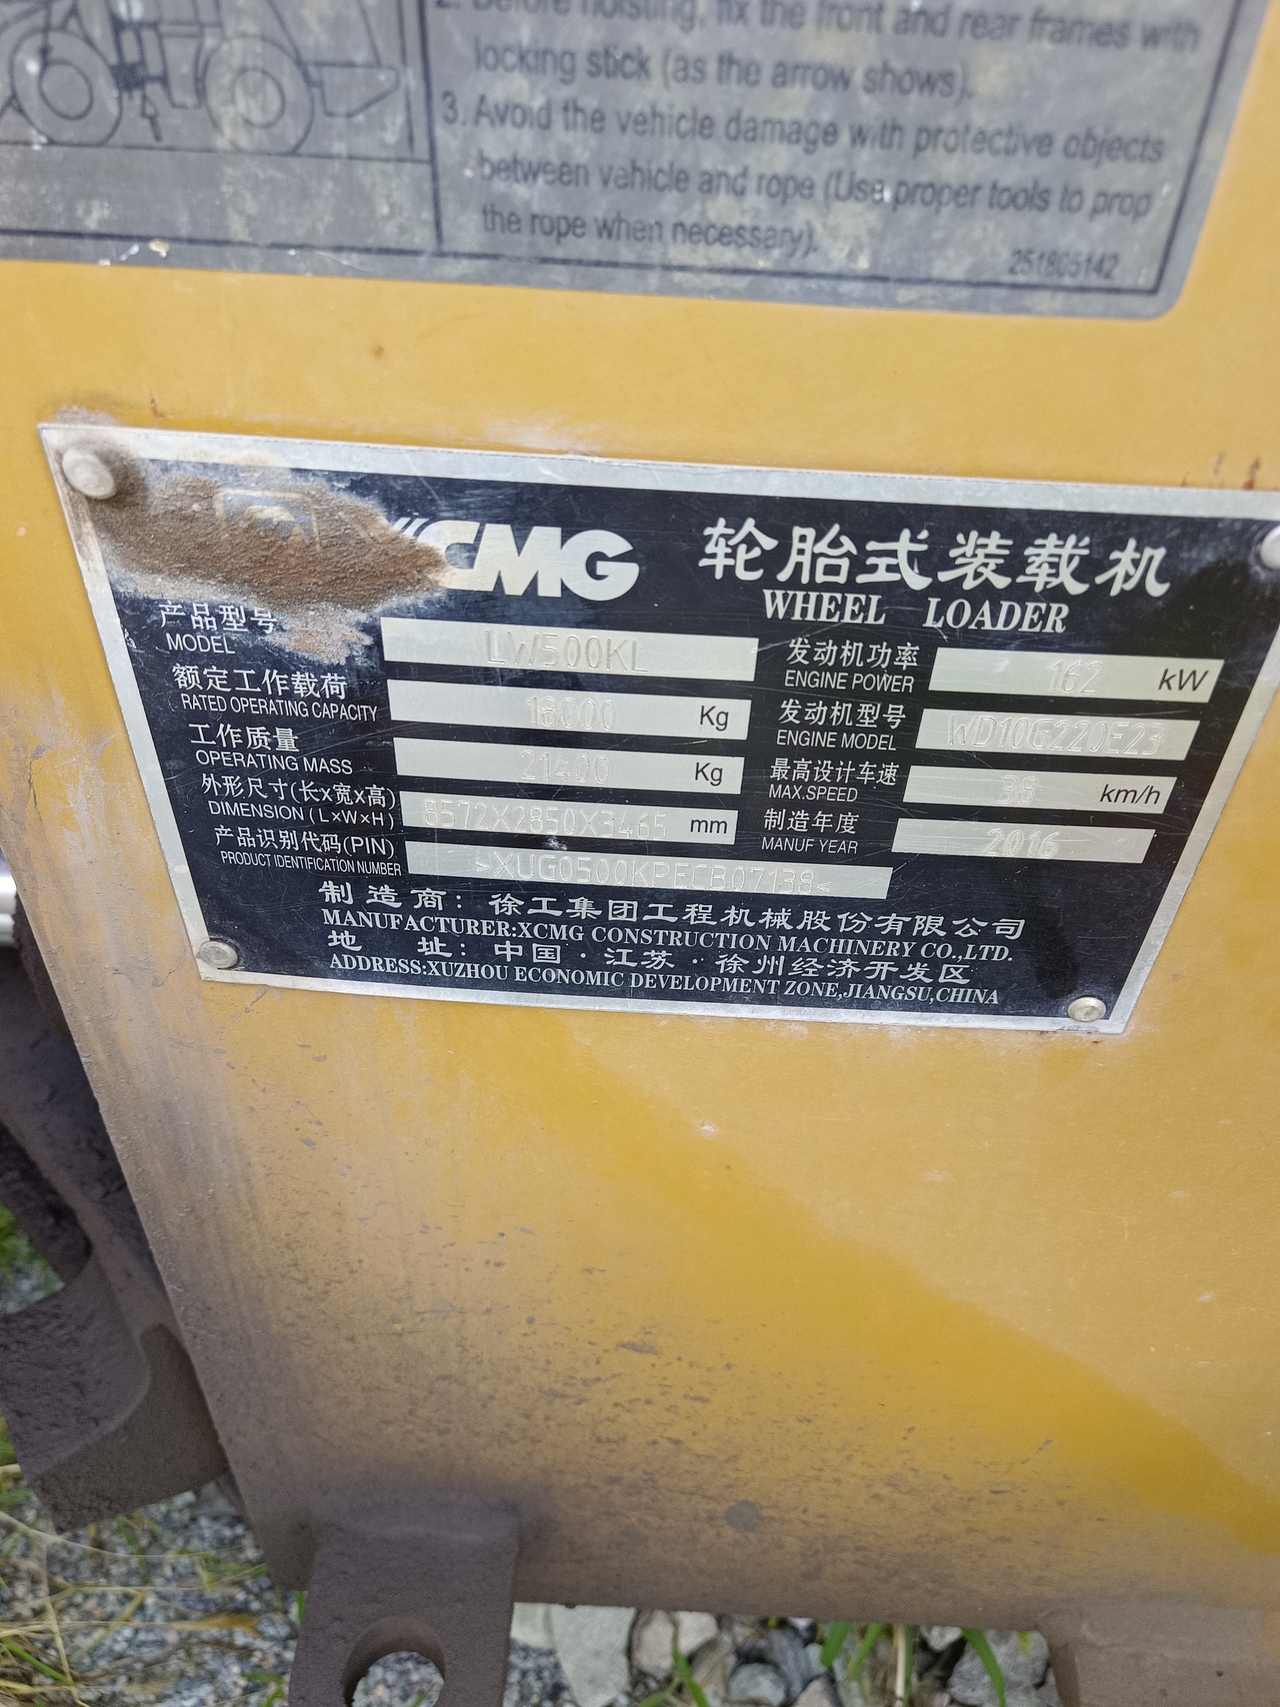 2. Before hoisting, fix the front and rear frames with
locking stick (as the arrow shows).
3. Avoid the vehicle damage with protective objects
between vehicle and rope (Use proper tools to prop
the rope when necessary).
251805142
XCMG
轮胎式装载机
WHEEL LOADER
产品型号
MODEL
LW500KL
额定工作载荷
RATED OPERATING CAPACITY
18000 Kg
工作质量
OPERATING MASS
21400 Kg
外形尺寸(长x宽x高)
DIMENSION (L×W×H)
8572X2850X3465 mm
产品识别代码(PIN)
PRODUCT IDENTIFICATION NUMBER
>XUG0500KPECB07138<
发动机功率
ENGINE POWER
162 kW
发动机型号
ENGINE MODEL
WD10G220E23
最高设计车速
MAX.SPEED
38 km/h
制造年度
MANUF YEAR
2016
制造商：徐工集团工程机械股份有限公司
MANUFACTURER:XCMG CONSTRUCTION MACHINERY CO.,LTD.
地 址：中国·江苏·徐州经济开发区
ADDRESS:XUZHOU ECONOMIC DEVELOPMENT ZONE,JIANGSU,CHINA